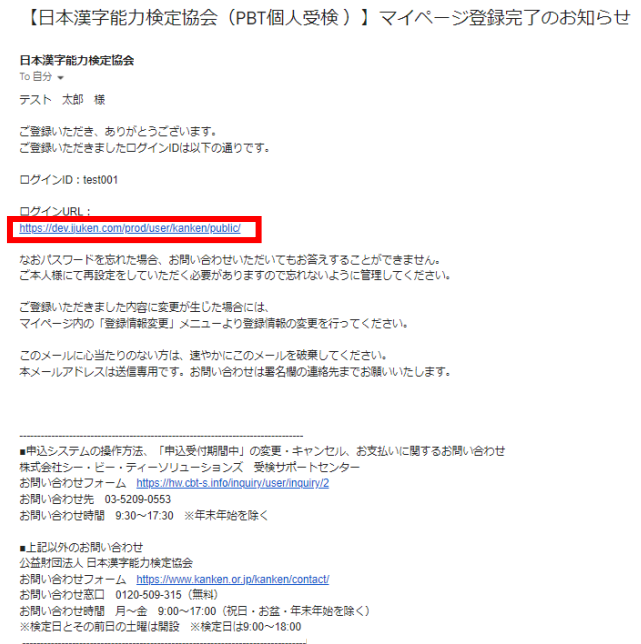 【日本漢字能力検定協会（PBT個人受検 ）】マイページ登録完了のお知らせ
日本漢字能力検定協会
To 自分
テスト　太郎　様
ご登録いただき、ありがとうございます。
ご登録いただきましたログインIDは以下の通りです。
ログインID：test001
ログインURL：
https://dev.ijuken.com/prod/user/kanken/public/
なおパスワードを忘れた場合、お問い合わせいただいてもお答えすることができません。
ご本人様にて再設定をしていただく必要がありますので忘れないように管理してください。
ご登録いただきました内容に変更が生じた場合には、
マイページ内の「登録情報変更」メニューより登録情報の変更を行ってください。
このメールに心当たりのない方は、速やかにこのメールを破棄してください。
本メールアドレスは送信専用です。お問い合わせは署名欄の連絡先までお願いいたします。
--------------------------------------------------------------------------------
■申込システムの操作方法、「申込受付期間中」の変更・キャンセル、お支払いに関するお問い合わせ
株式会社シー・ビー・ティーソリューションズ　受検サポートセンター
お問い合わせフォーム　https://hw.cbt-s.info/inquiry/user/inquiry/2
お問い合わせ先　03-5209-0553
お問い合わせ時間　9:30～17:30　※年末年始を除く
■上記以外のお問い合わせ
公益財団法人 日本漢字能力検定協会
お問い合わせフォーム　https://www.kanken.or.jp/kanken/contact/
お問い合わせ窓口　0120-509-315（無料）
お問い合わせ時間　月～金　9:00～17:00（祝日・お盆・年末年始を除く）
※検定日とその前日の土曜は開設　※検定日は9:00～18:00
--------------------------------------------------------------------------------